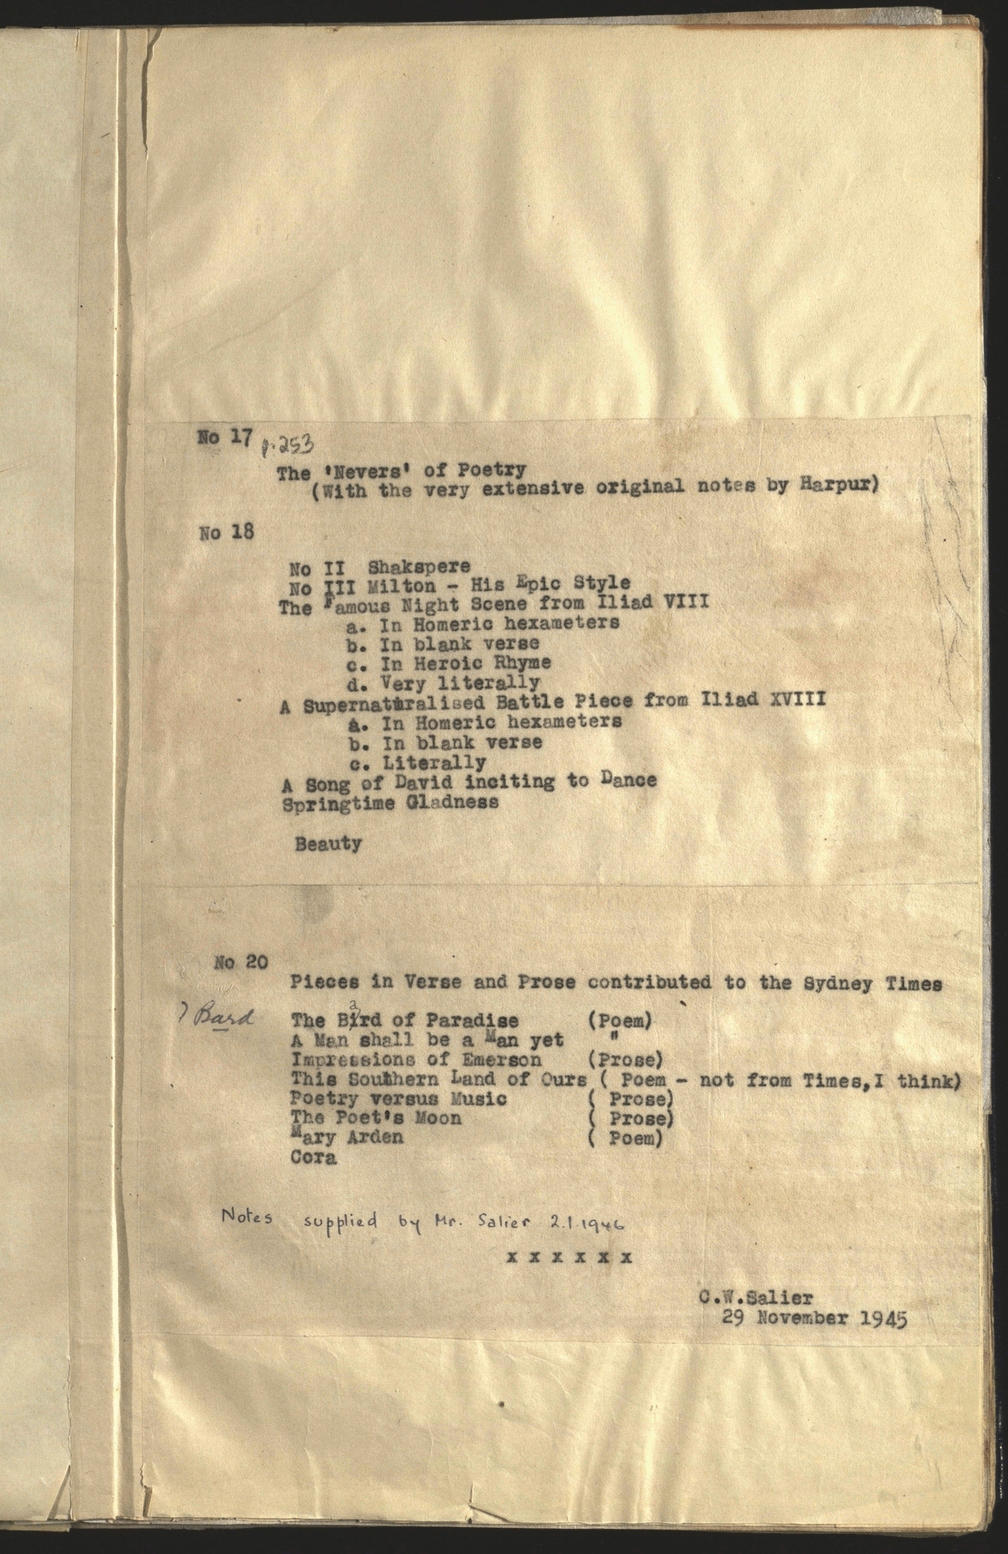 No 17 p.253
The 'Nevers' of Poetry
(With the very extensive original notes by Harpur)
No 18
No II Shakspere
No III Milton - His Epic Style
The Famous Night Scene from Iliad VIII
a. In Homeric hexameters
b. In blank verse
c. In Heroic Rhyme
d. Very literally
A Supernaturalised Battle Piece from Iliad XVIII
a. In Homeric hexameters
b. In blank verse
c. Literally
A Song of David inciting to Dance
Springtime Gladness
Beauty
No 20
Pieces in Verse and Prose contributed to the Sydney Times
? Bard
a
The Bird of Paradise (Poem)
A Man shall be a Man yet "
Impressions of Emerson (Prose)
This Southern Land of Ours ( Poem - not from Times,I think)
Poetry versus Music ( Prose)
The Poet's Moon ( Prose)
Mary Arden ( Poem)
Cora
Notes supplied by Mr. Salier 2.1.1946
x x x x x x
C.W.Salier
29 November 1945